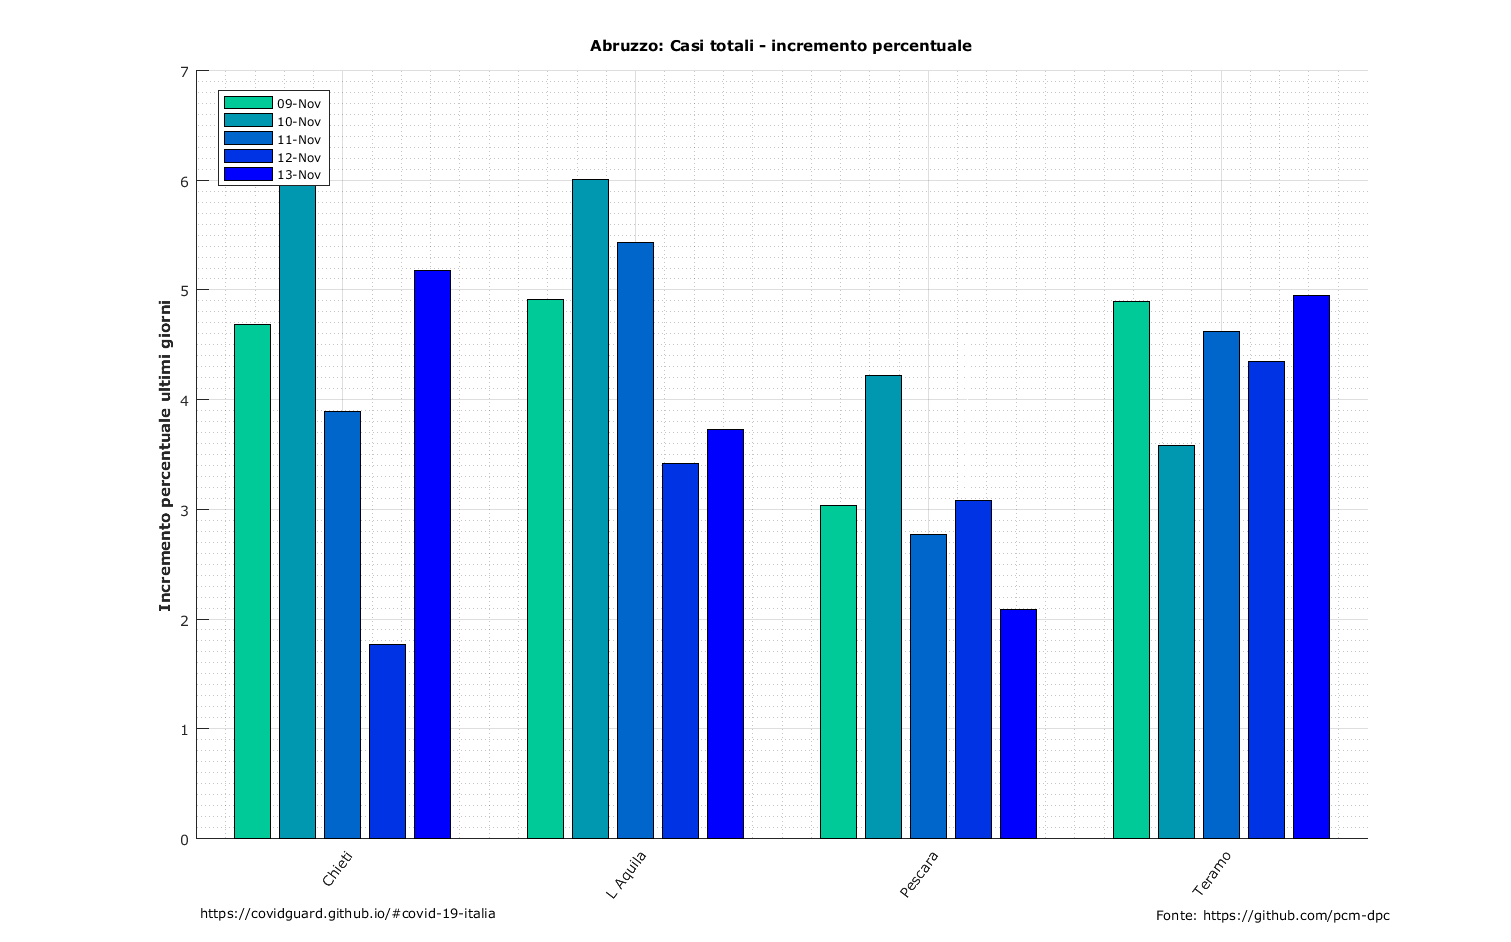 Abruzzo: Casi totali - incremento percentuale
7
6
5
4
3
2
1
0
Incremento percentuale ultimi giorni
09-Nov
10-Nov
11-Nov
12-Nov
13-Nov
Chieti
L Aquila
Pescara
Teramo
https://covidguard.github.io/#covid-19-italia
Fonte: https://github.com/pcm-dpc